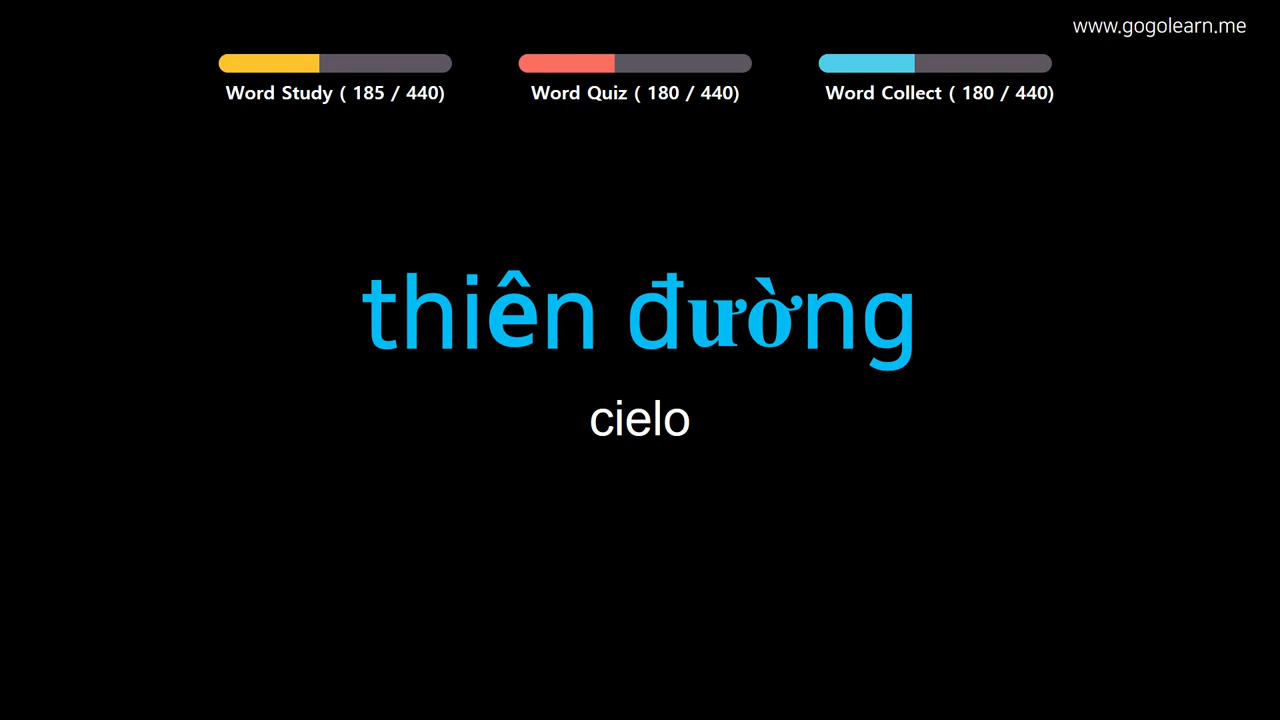 www.gogolearn.me
Word Study ( 185 / 440)
Word Quiz ( 180 / 440)
Word Collect ( 180 / 440)
thiên đường
cielo